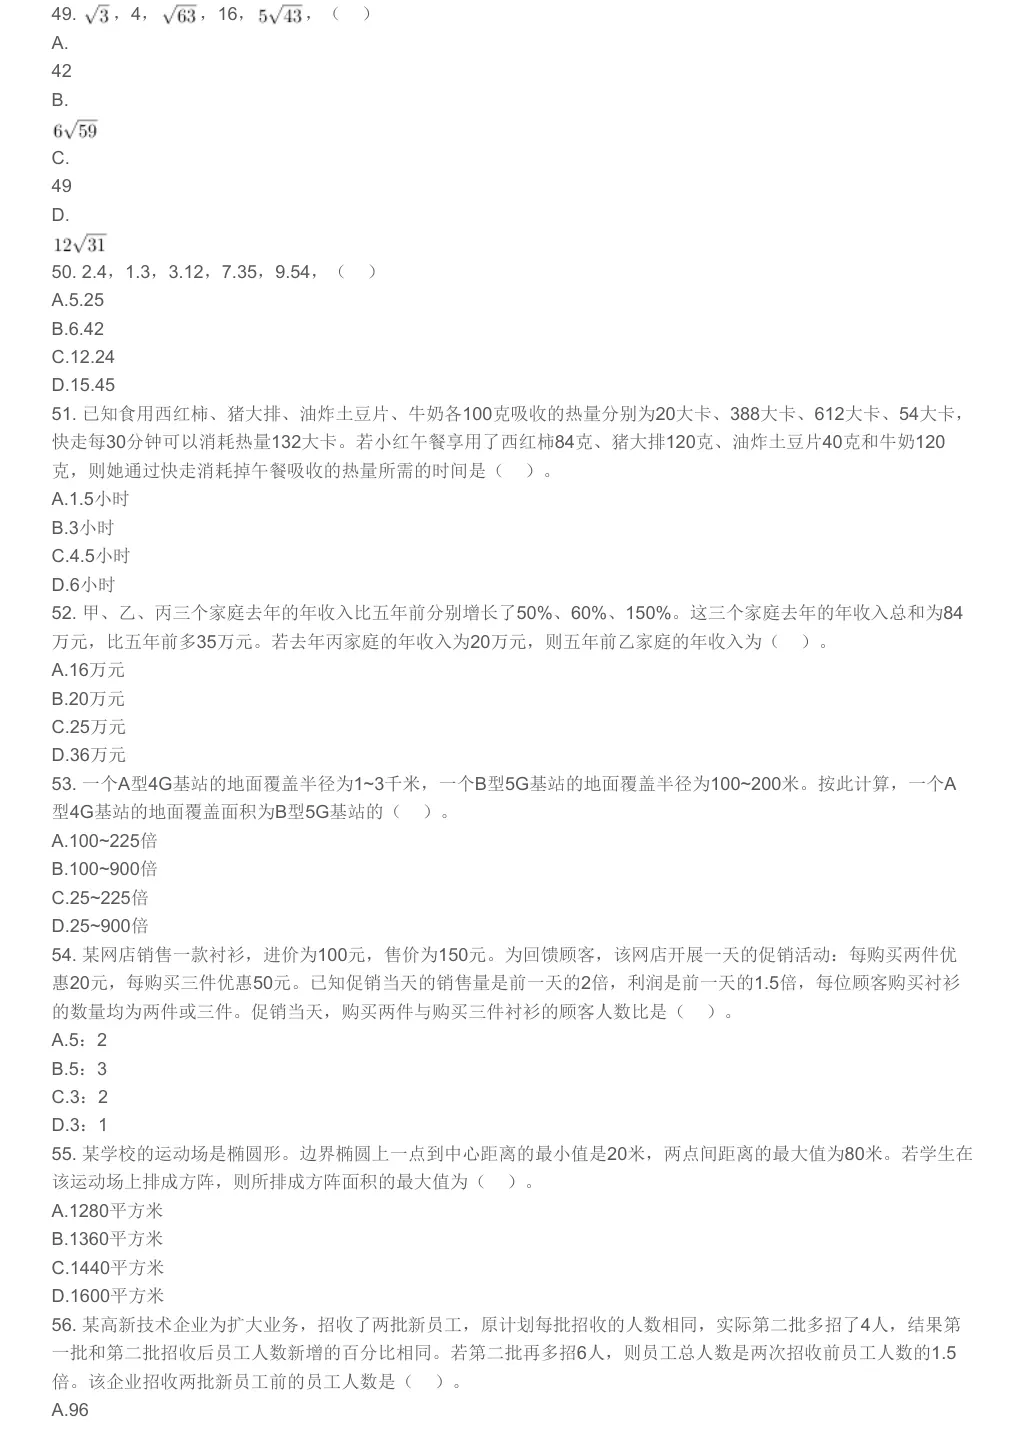 49. √3，4，√63，16，5√43，（　）
A.
42
B.
6√59
C.
49
D.
12√31
50. 2.4，1.3，3.12，7.35，9.54，（　）
A.5.25
B.6.42
C.12.24
D.15.45
51. 已知食用西红柿、猪大排、油炸土豆片、牛奶各100克吸收的热量分别为20大卡、388大卡、612大卡、54大卡，
快走每30分钟可以消耗热量132大卡。若小红午餐享用了西红柿84克、猪大排120克、油炸土豆片40克和牛奶120
克，则她通过快走消耗掉午餐吸收的热量所需的时间是（　）。
A.1.5小时
B.3小时
C.4.5小时
D.6小时
52. 甲、乙、丙三个家庭去年的年收入比五年前分别增长了50%、60%、150%。这三个家庭去年的年收入总和为84
万元，比五年前多35万元。若去年丙家庭的年收入为20万元，则五年前乙家庭的年收入为（　）。
A.16万元
B.20万元
C.25万元
D.36万元
53. 一个A型4G基站的地面覆盖半径为1~3千米，一个B型5G基站的地面覆盖半径为100~200米。按此计算，一个A
型4G基站的地面覆盖面积为B型5G基站的（　）。
A.100~225倍
B.100~900倍
C.25~225倍
D.25~900倍
54. 某网店销售一款衬衫，进价为100元，售价为150元。为回馈顾客，该网店开展一天的促销活动：每购买两件优
惠20元，每购买三件优惠50元。已知促销当天的销售量是前一天的2倍，利润是前一天的1.5倍，每位顾客购买衬衫
的数量均为两件或三件。促销当天，购买两件与购买三件衬衫的顾客人数比是（　）。
A.5：2
B.5：3
C.3：2
D.3：1
55. 某学校的运动场是椭圆形。边界椭圆上一点到中心距离的最小值是20米，两点间距离的最大值为80米。若学生在
该运动场上排成方阵，则所排成方阵面积的最大值为（　）。
A.1280平方米
B.1360平方米
C.1440平方米
D.1600平方米
56. 某高新技术企业为扩大业务，招收了两批新员工，原计划每批招收的人数相同，实际第二批多招了4人，结果第
一批和第二批招收后员工人数新增的百分比相同。若第二批再多招6人，则员工总人数是两次招收前员工人数的1.5
倍。该企业招收两批新员工前的员工人数是（　）。
A.96